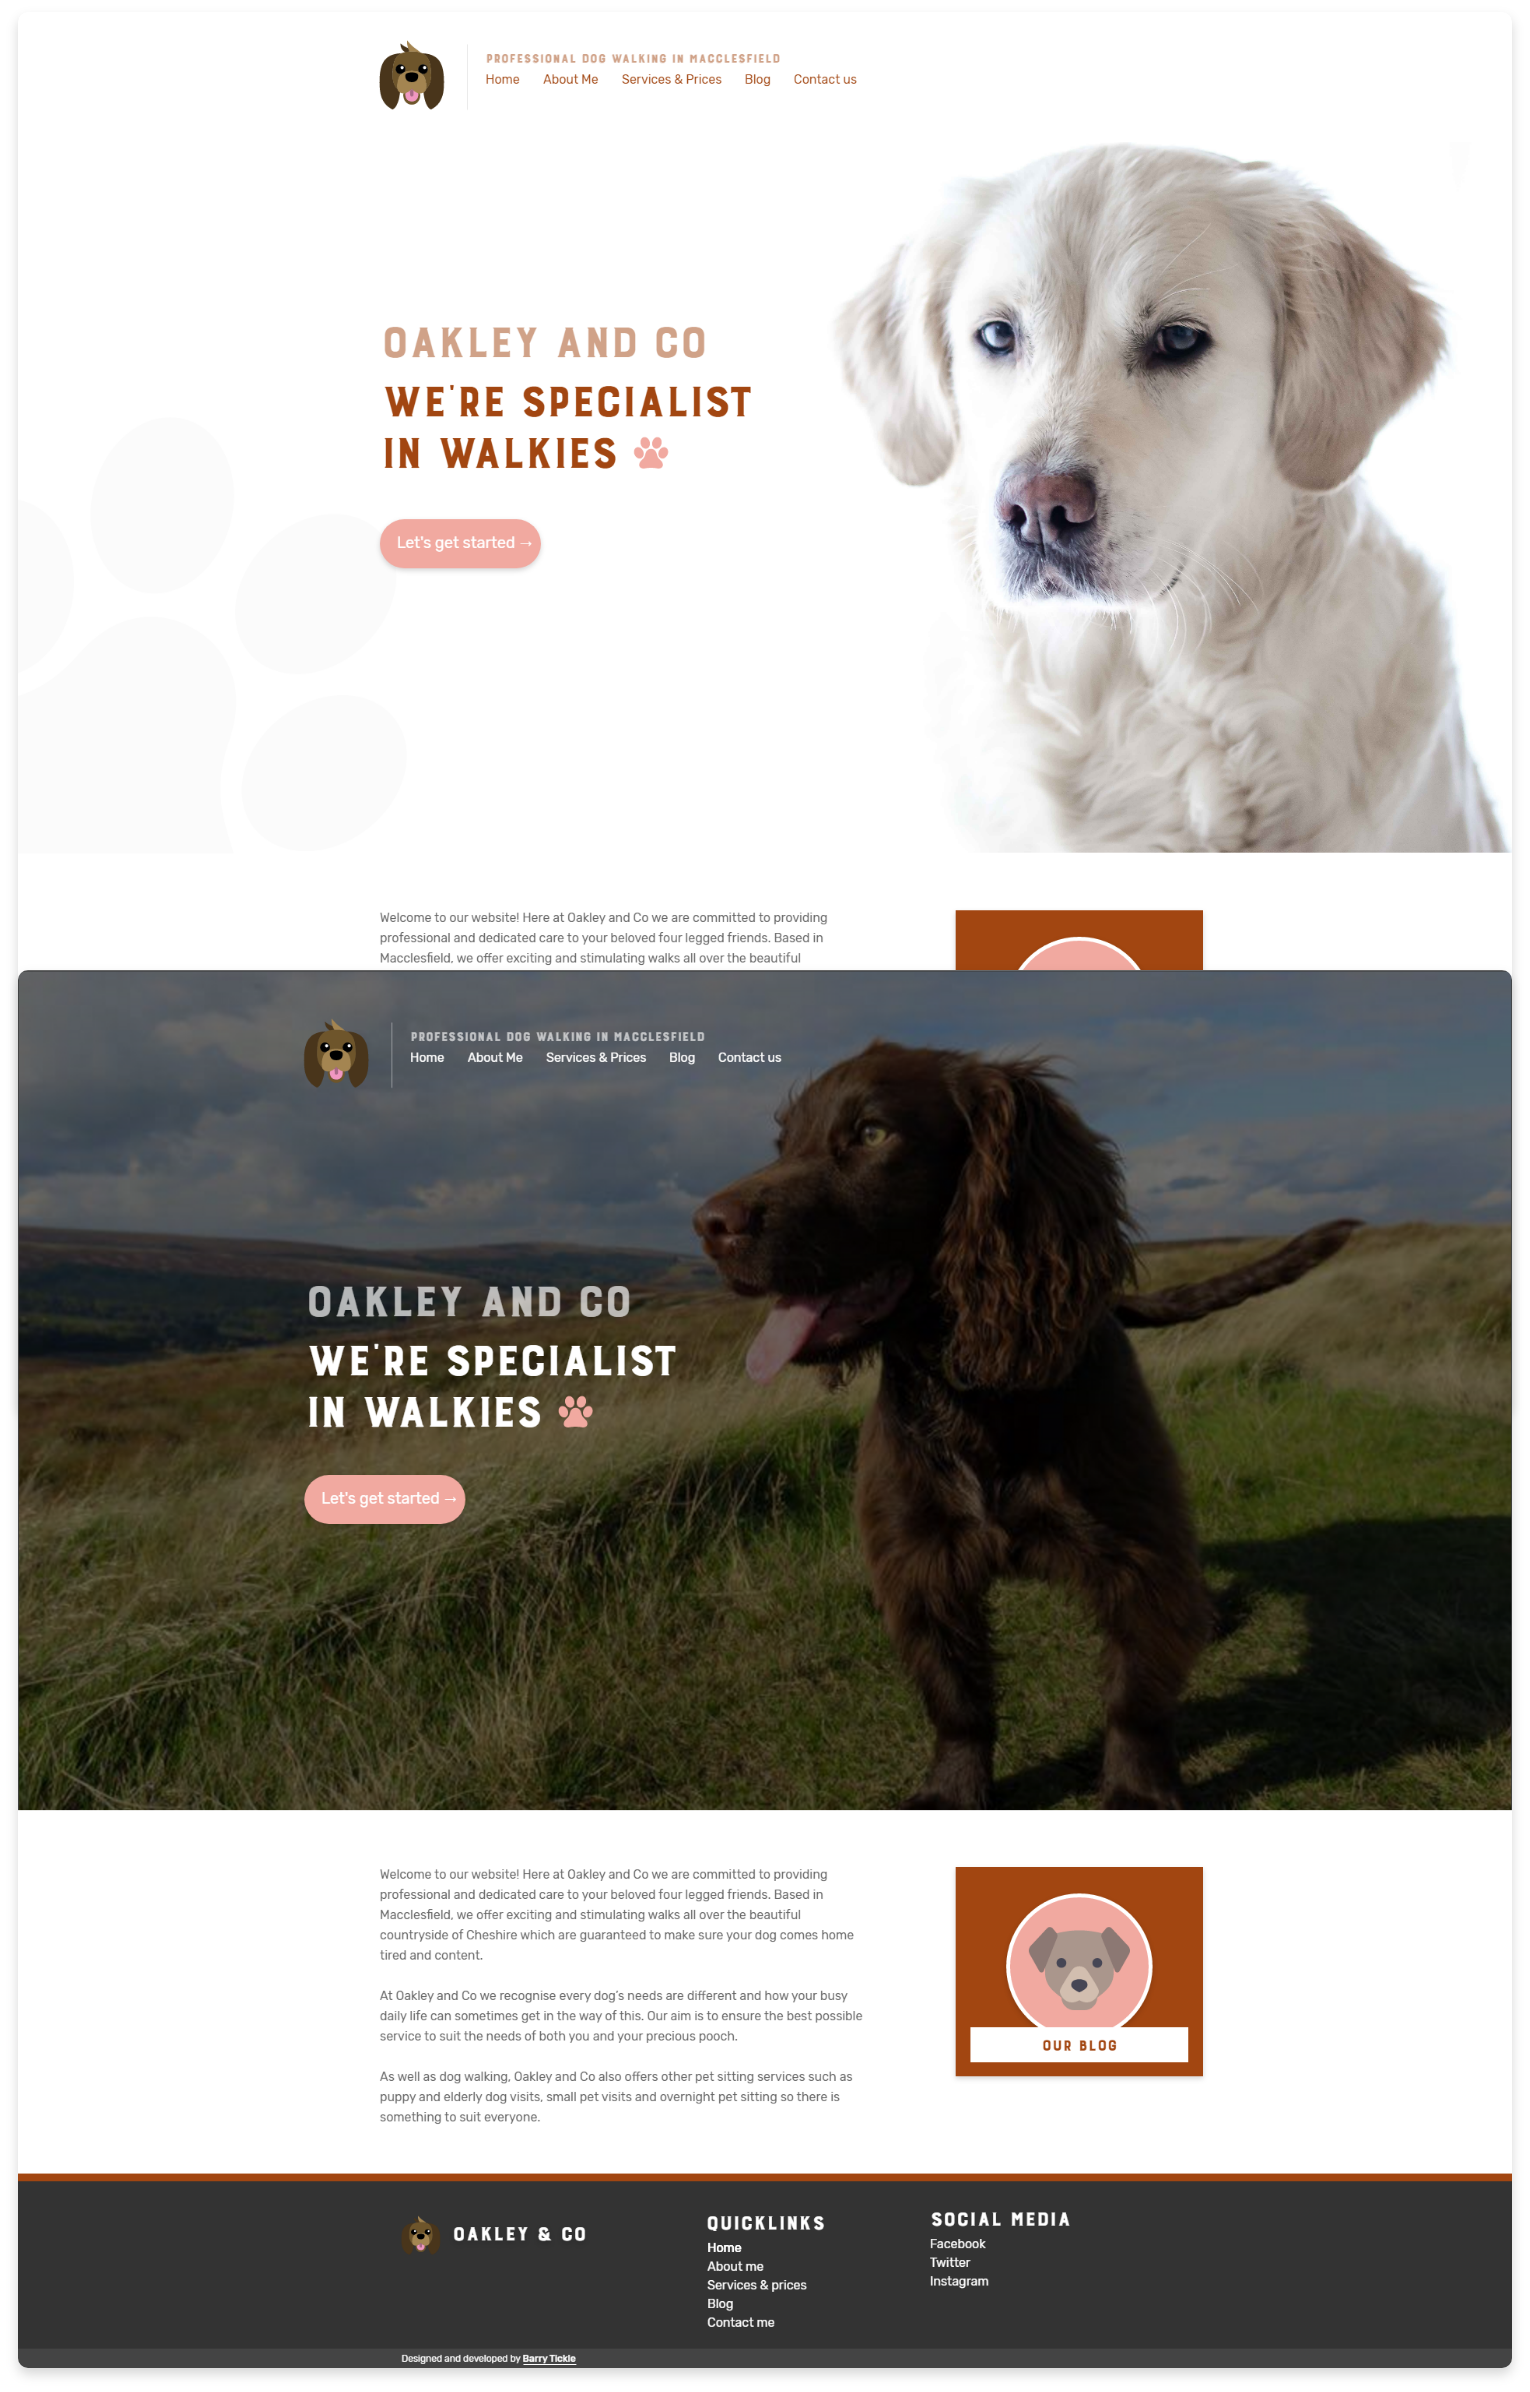 PROFESSIONAL DOG WALKING IN MACCLESFIELD
Home About Me Services & Prices Blog Contact us
OAKLEY AND CO
WE'RE SPECIALIST
IN WALKIES
Let's get started →
Welcome to our website! Here at Oakley and Co we are committed to providing
professional and dedicated care to your beloved four legged friends. Based in
Macclesfield, we offer exciting and stimulating walks all over the beautiful
PROFESSIONAL DOG WALKING IN MACCLESFIELD
Home About Me Services & Prices Blog Contact us
OAKLEY AND CO
WE'RE SPECIALIST
IN WALKIES
Let's get started →
Welcome to our website! Here at Oakley and Co we are committed to providing
professional and dedicated care to your beloved four legged friends. Based in
Macclesfield, we offer exciting and stimulating walks all over the beautiful
countryside of Cheshire which are guaranteed to make sure your dog comes home
tired and content.
At Oakley and Co we recognise every dog's needs are different and how your busy
daily life can sometimes get in the way of this. Our aim is to ensure the best possible
service to suit the needs of both you and your precious pooch.
As well as dog walking, Oakley and Co also offers other pet sitting services such as
puppy and elderly dog visits, small pet visits and overnight pet sitting so there is
something to suit everyone.
OUR BLOG
OAKLEY & CO
QUICKLINKS
Home
About me
Services & prices
Blog
Contact me
SOCIAL MEDIA
Facebook
Twitter
Instagram
Designed and developed by Barry Tickle